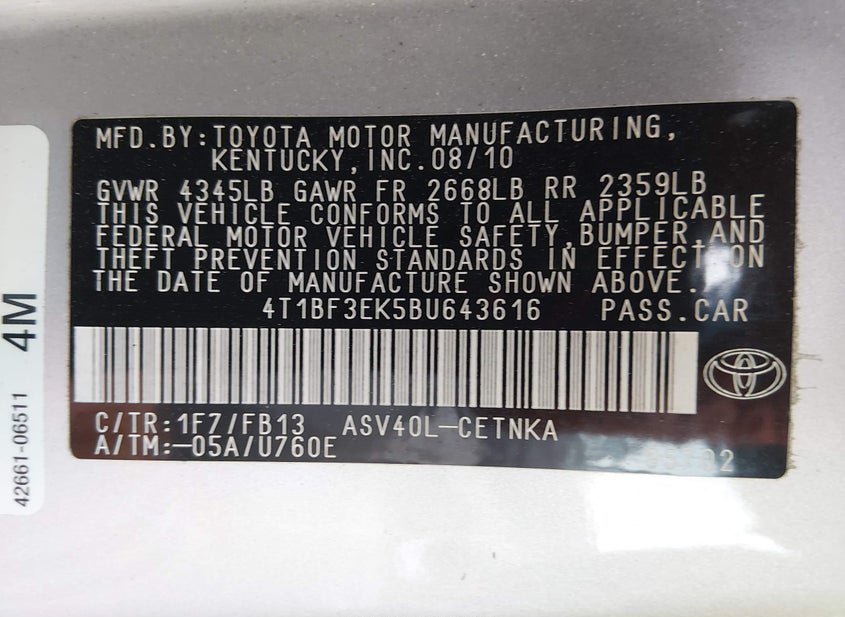 MFD.BY:TOYOTA MOTOR MANUFACTURING,
KENTUCKY,INC.08/10
GVWR 4345LB GAWR FR 2668LB RR 2359LB
THIS VEHICLE CONFORMS TO ALL APPLICABLE
FEDERAL MOTOR VEHICLE SAFETY,BUMPER,AND
THEFT PREVENTION STANDARDS IN EFFECT ON
THE DATE OF MANUFACTURE SHOWN ABOVE.
4T1BF3EK5BU643616 PASS.CAR
C/TR:1F7/FB13 ASV40L-CETNKA
A/TM:-05A/U760E
4M
42661-06511